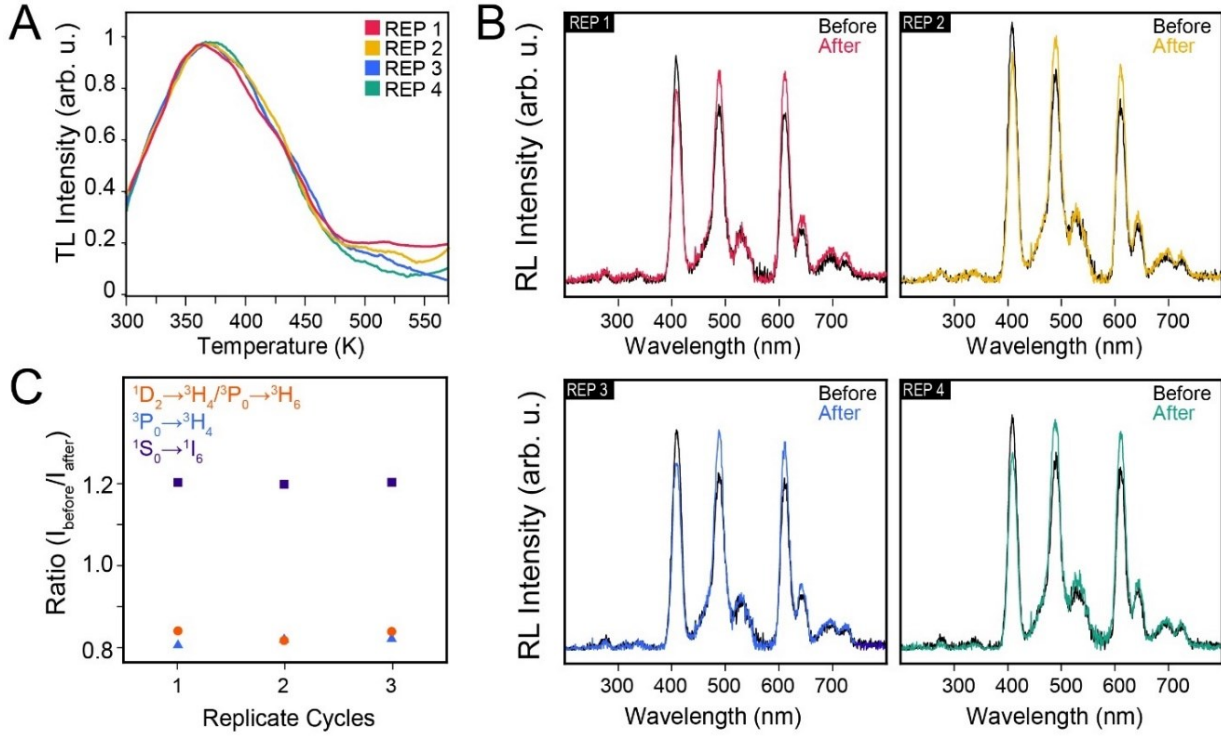 A
TL Intensity (arb. u.)
1
0.8
0.6
0.4
0.2
0
REP 1
REP 2
REP 3
REP 4
300 350 400 450 500 550
Temperature (K)
B
RL Intensity (arb. u.)
REP 1
Before
After
300 400 500 600 700
Wavelength (nm)
REP 2
Before
After
300 400 500 600 700
Wavelength (nm)
C
Ratio (I_before/I_after)
¹D₂→³H₄/³P₀→³H₆
³P₀→³H₄
¹S₀→¹I₆
1.2
1.0
0.8
1 2 3
Replicate Cycles
RL Intensity (arb. u.)
REP 3
Before
After
300 400 500 600 700
Wavelength (nm)
REP 4
Before
After
300 400 500 600 700
Wavelength (nm)